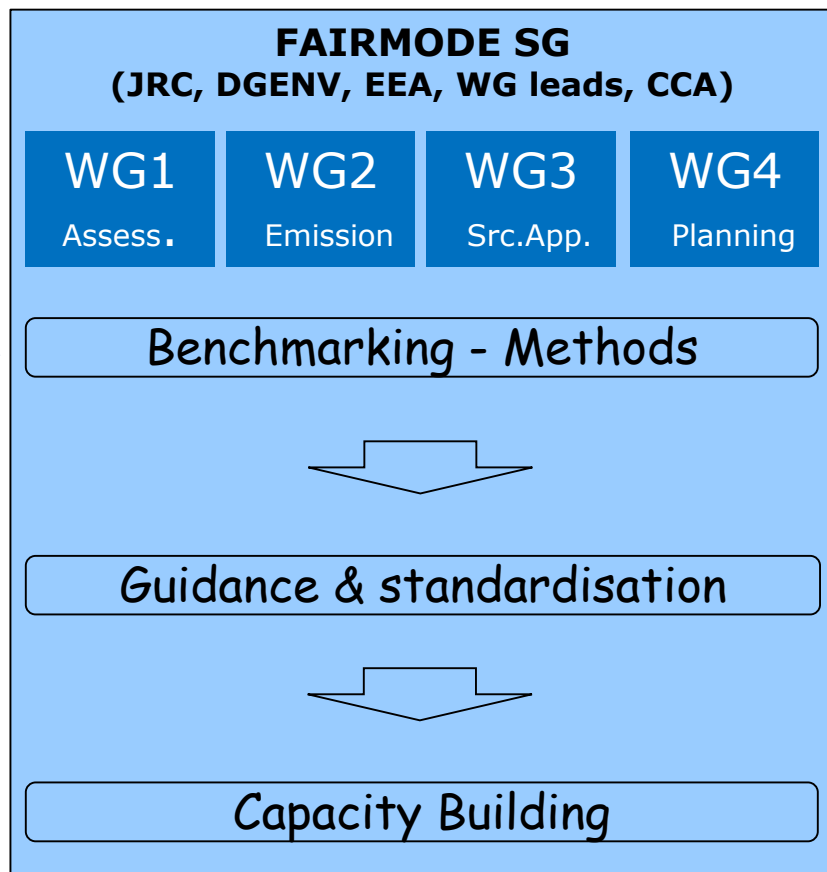 FAIRMODE SG
(JRC, DGENV, EEA, WG leads, CCA)
WG1
Assess.
WG2
Emission
WG3
Src.App.
WG4
Planning
Benchmarking - Methods
Guidance & standardisation
Capacity Building